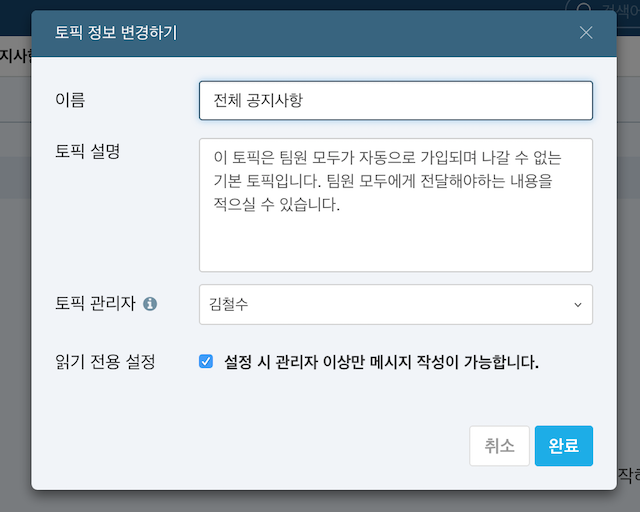 검색어
토픽 정보 변경하기
이름
전체 공지사항
토픽 설명
이 토픽은 팀원 모두가 자동으로 가입되며 나갈 수 없는
기본 토픽입니다. 팀원 모두에게 전달해야하는 내용을
적으실 수 있습니다.
토픽 관리자
김철수
읽기 전용 설정
설정 시 관리자 이상만 메시지 작성이 가능합니다.
취소
완료